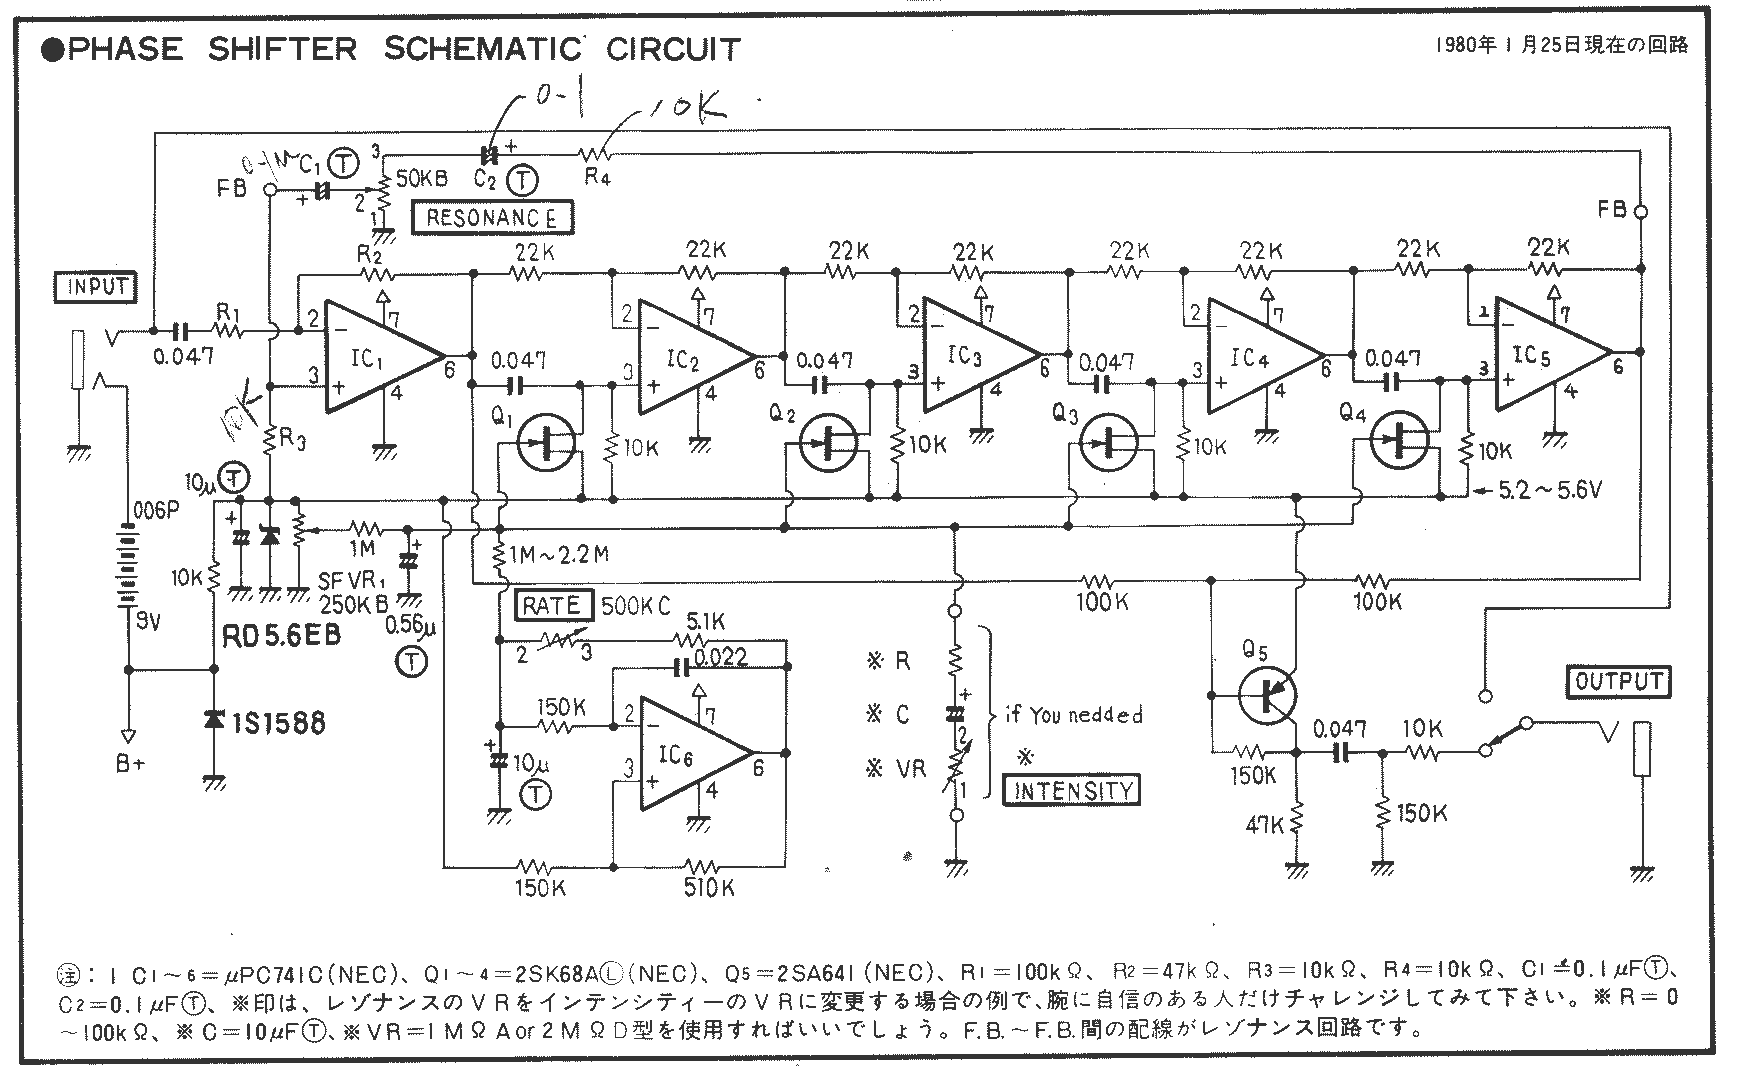 ●PHASE SHIFTER SCHEMATIC CIRCUIT
1980年1月25日現在の回路
0-1
10K
C1 Ⓣ
3
+
50KB
C2 Ⓣ
R4
FB
+
2
1
RESONANCE
FB
R2
22K
22K
22K
22K
22K
22K
22K
22K
INPUT
R1
0.047
2
−
3
+
7
IC1
4
6
0.047
2
−
3
+
7
IC2
4
6
0.047
2
−
3
+
7
IC3
4
6
0.047
2
−
3
+
7
IC4
4
6
0.047
1
−
3
+
7
IC5
4
6
10K
R3
Q1
10K
Q2
10K
Q3
10K
Q4
10K
5.2～5.6V
10μ Ⓣ
+
006P
9V
10K
RD5.6EB
SFVR1
250KB
1M
+
0.56μ
Ⓣ
1M～2.2M
RATE 500KC
2
3
5.1K
0.022
150K
2
−
3
+
7
IC6
4
6
+
10μ
Ⓣ
150K
510K
1S1588
B+
100K
100K
※ R
※ C
+
※ VR
2
1
if You nedded
※
INTENSITY
Q5
150K
47K
0.047
10K
150K
OUTPUT
㊟：IC1～6＝μPC741C(NEC)、Q1～4＝2SK68AⓁ(NEC)、Q5＝2SA641(NEC)、R1＝100kΩ、R2＝47kΩ、R3＝10kΩ、R4＝10kΩ、C1＝0.1μFⓉ、
C2＝0.1μFⓉ、※印は、レゾナンスのVRをインテンシティーのVRに変更する場合の例で、腕に自信のある人だけチャレンジしてみて下さい。※R＝0
～100kΩ、※C＝10μFⓉ、※VR＝1MΩAor2MΩD型を使用すればいいでしょう。F.B.～F.B.間の配線がレゾナンス回路です。